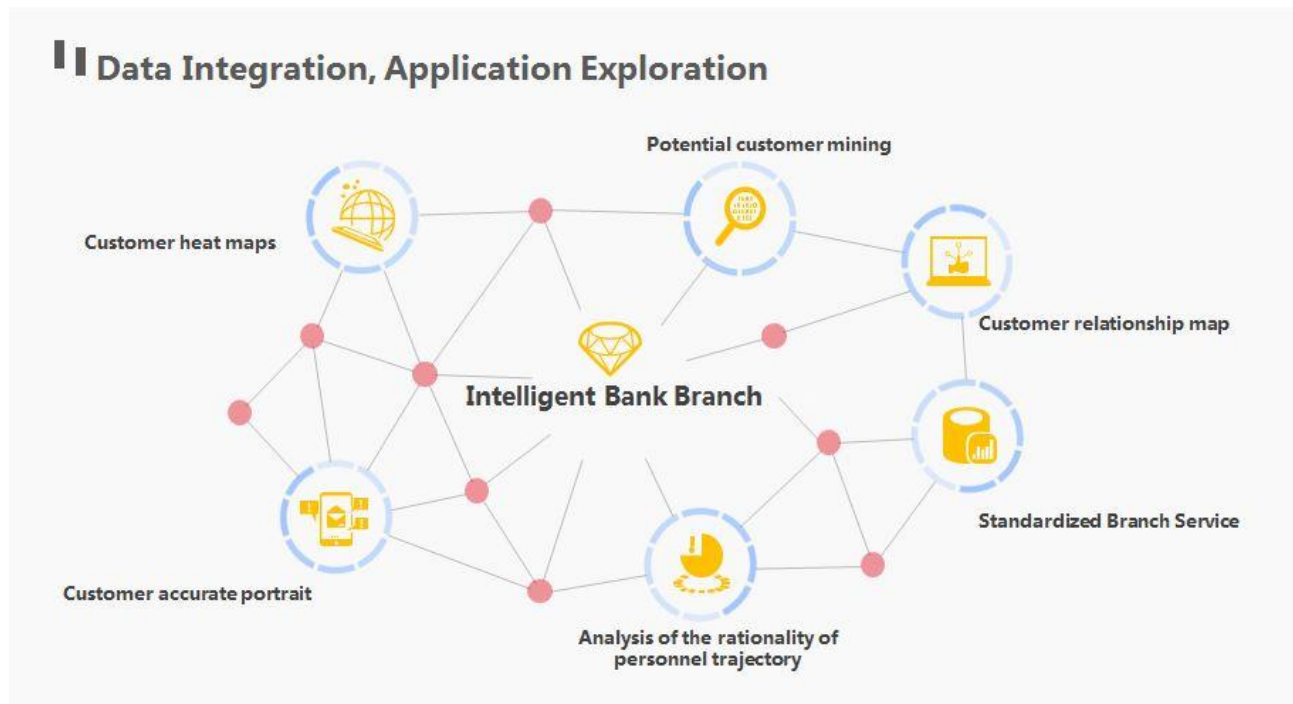 Data Integration, Application Exploration
Potential customer mining
Customer heat maps
Customer relationship map
Intelligent Bank Branch
Standardized Branch Service
Customer accurate portrait
Analysis of the rationality of
personnel trajectory